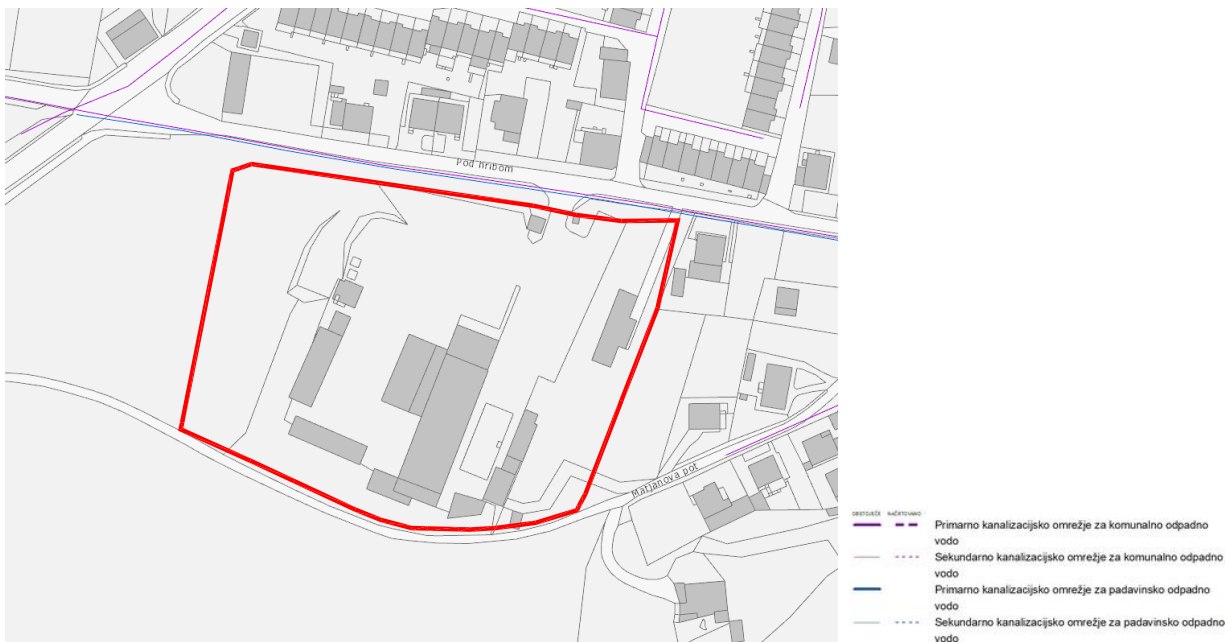 Pod hribom
Matjanova pot
OBSTOJEČE NAČRTOVANO
Primarno kanalizacijsko omrežje za komunalno odpadno
vodo
Sekundarno kanalizacijsko omrežje za komunalno odpadno
vodo
Primarno kanalizacijsko omrežje za padavinsko odpadno
vodo
Sekundarno kanalizacijsko omrežje za padavinsko odpadno
vodo